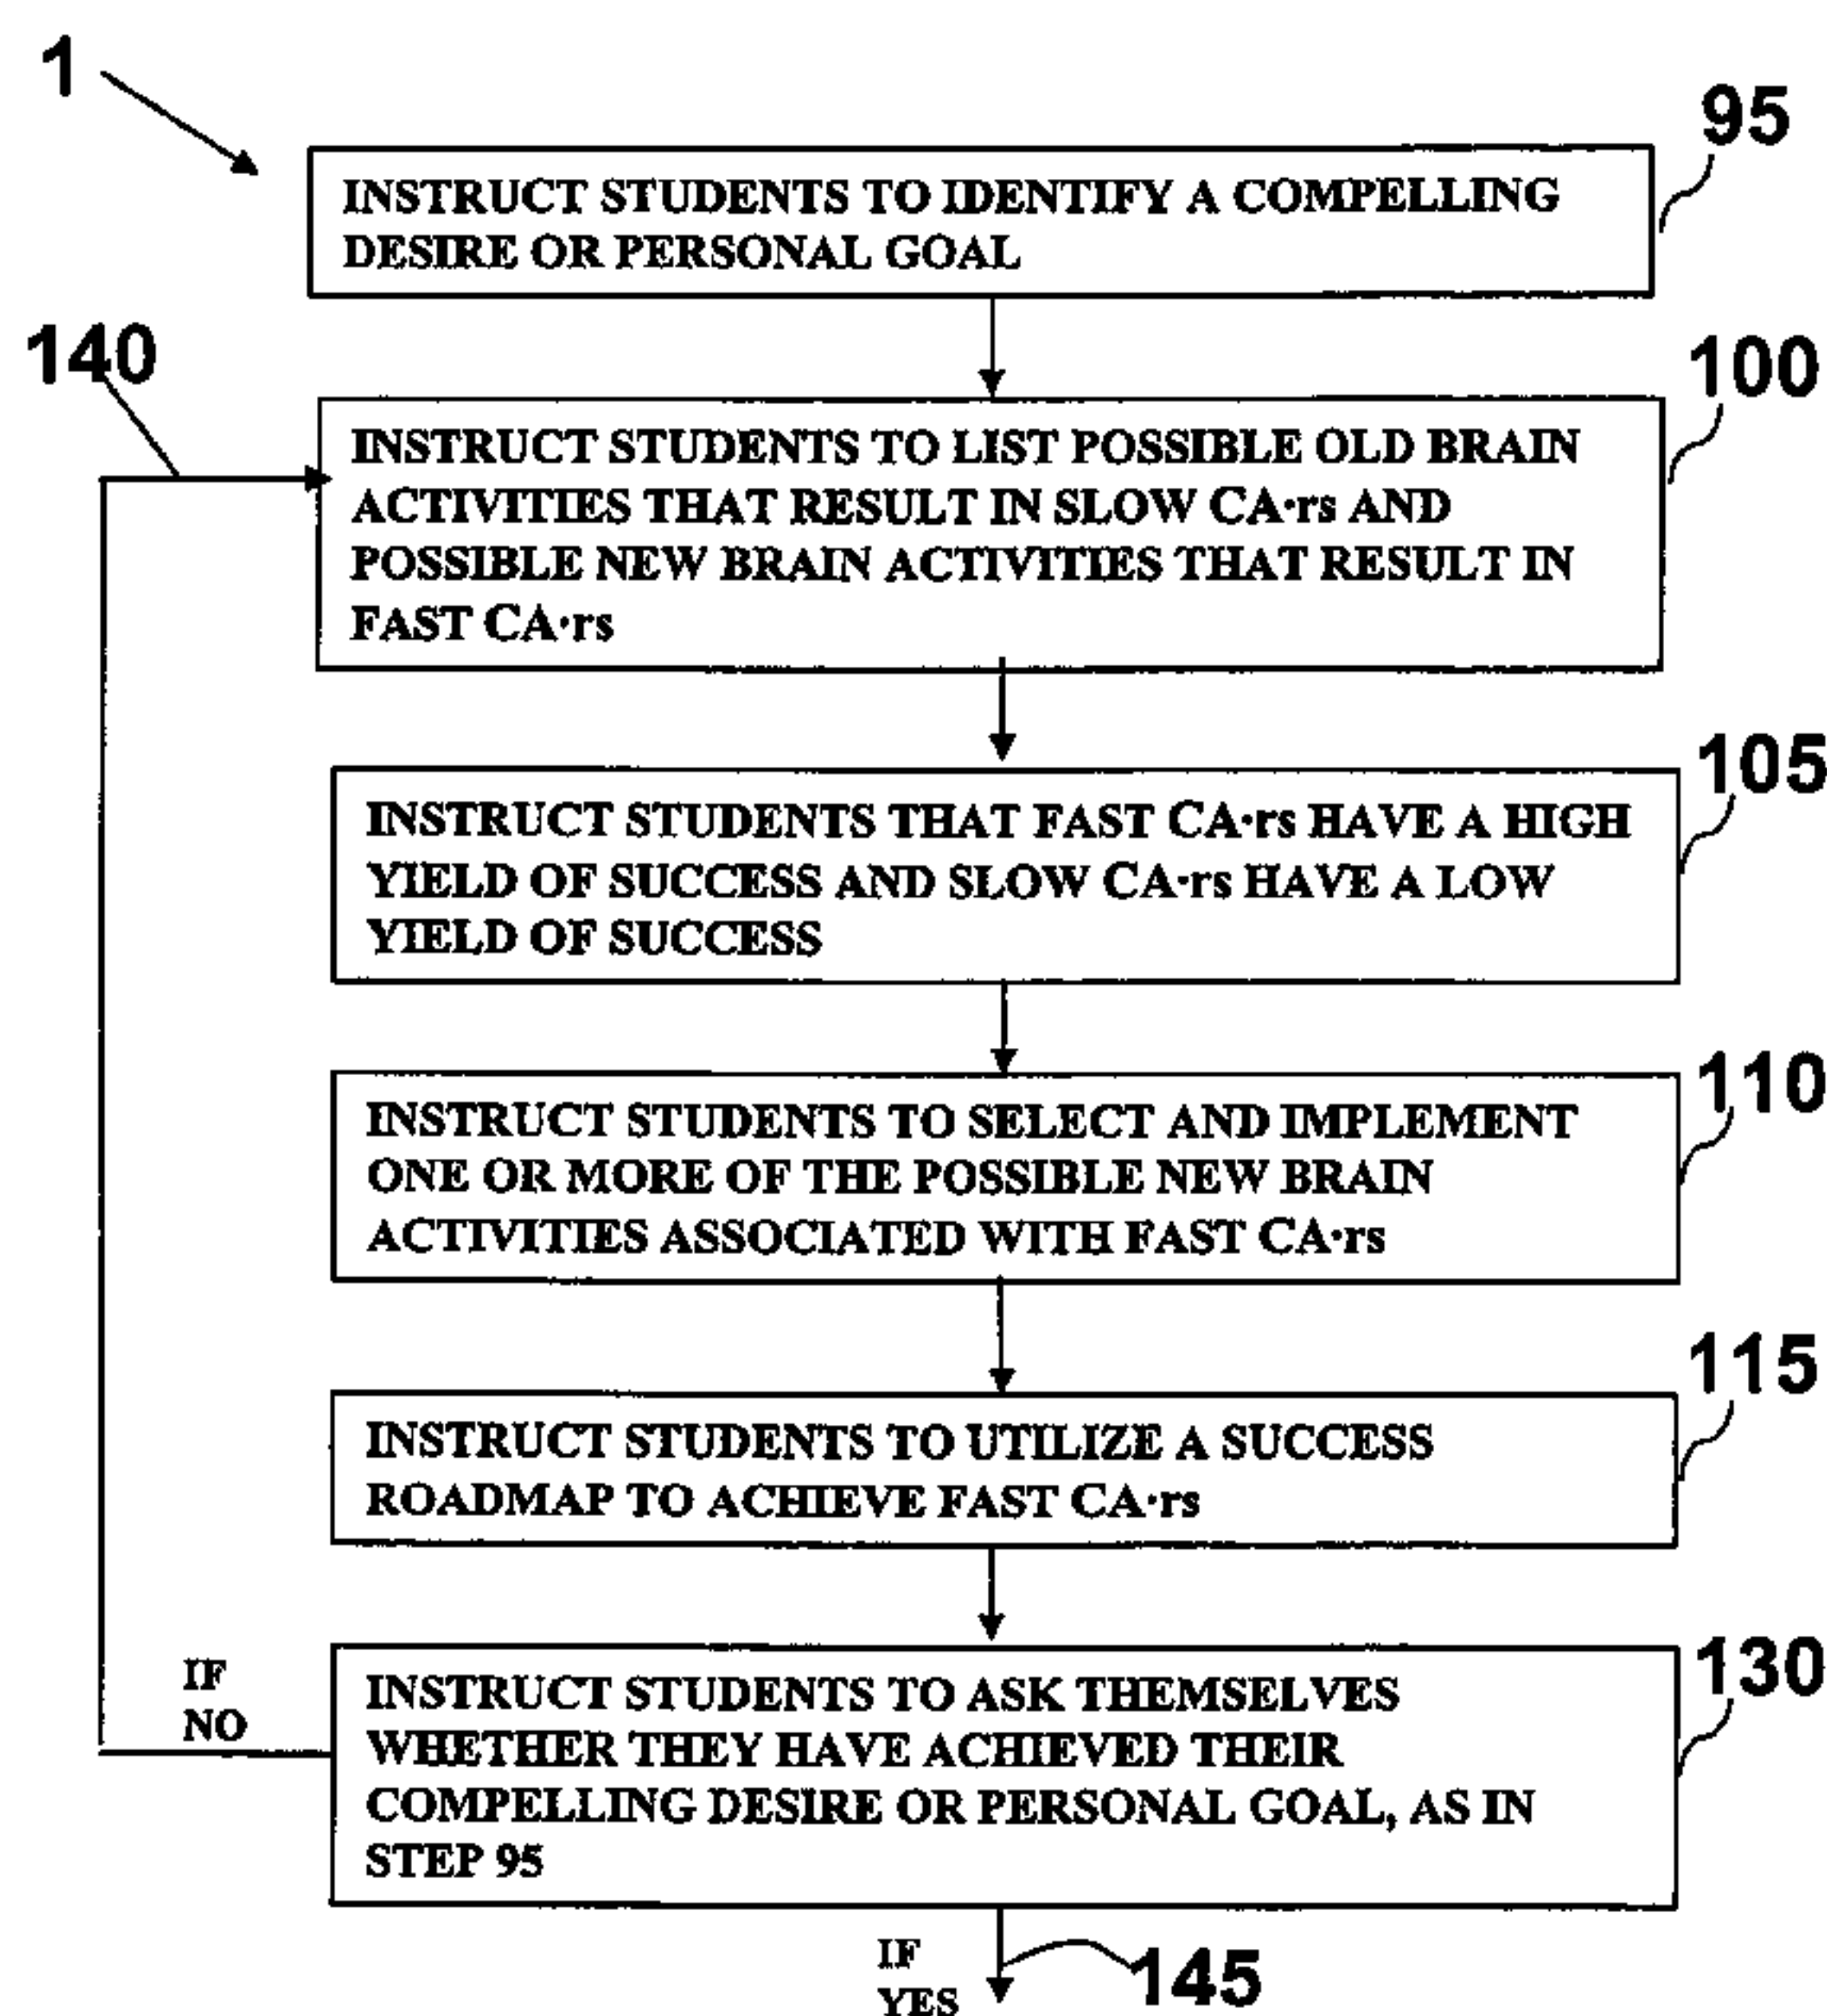 1
95
INSTRUCT STUDENTS TO IDENTIFY A COMPELLING
DESIRE OR PERSONAL GOAL
140
100
INSTRUCT STUDENTS TO LIST POSSIBLE OLD BRAIN
ACTIVITIES THAT RESULT IN SLOW CA·rs AND
POSSIBLE NEW BRAIN ACTIVITIES THAT RESULT IN
FAST CA·rs
105
INSTRUCT STUDENTS THAT FAST CA·rs HAVE A HIGH
YIELD OF SUCCESS AND SLOW CA·rs HAVE A LOW
YIELD OF SUCCESS
110
INSTRUCT STUDENTS TO SELECT AND IMPLEMENT
ONE OR MORE OF THE POSSIBLE NEW BRAIN
ACTIVITIES ASSOCIATED WITH FAST CA·rs
115
INSTRUCT STUDENTS TO UTILIZE A SUCCESS
ROADMAP TO ACHIEVE FAST CA·rs
130
IF
NO
INSTRUCT STUDENTS TO ASK THEMSELVES
WHETHER THEY HAVE ACHIEVED THEIR
COMPELLING DESIRE OR PERSONAL GOAL, AS IN
STEP 95
IF
YES
145